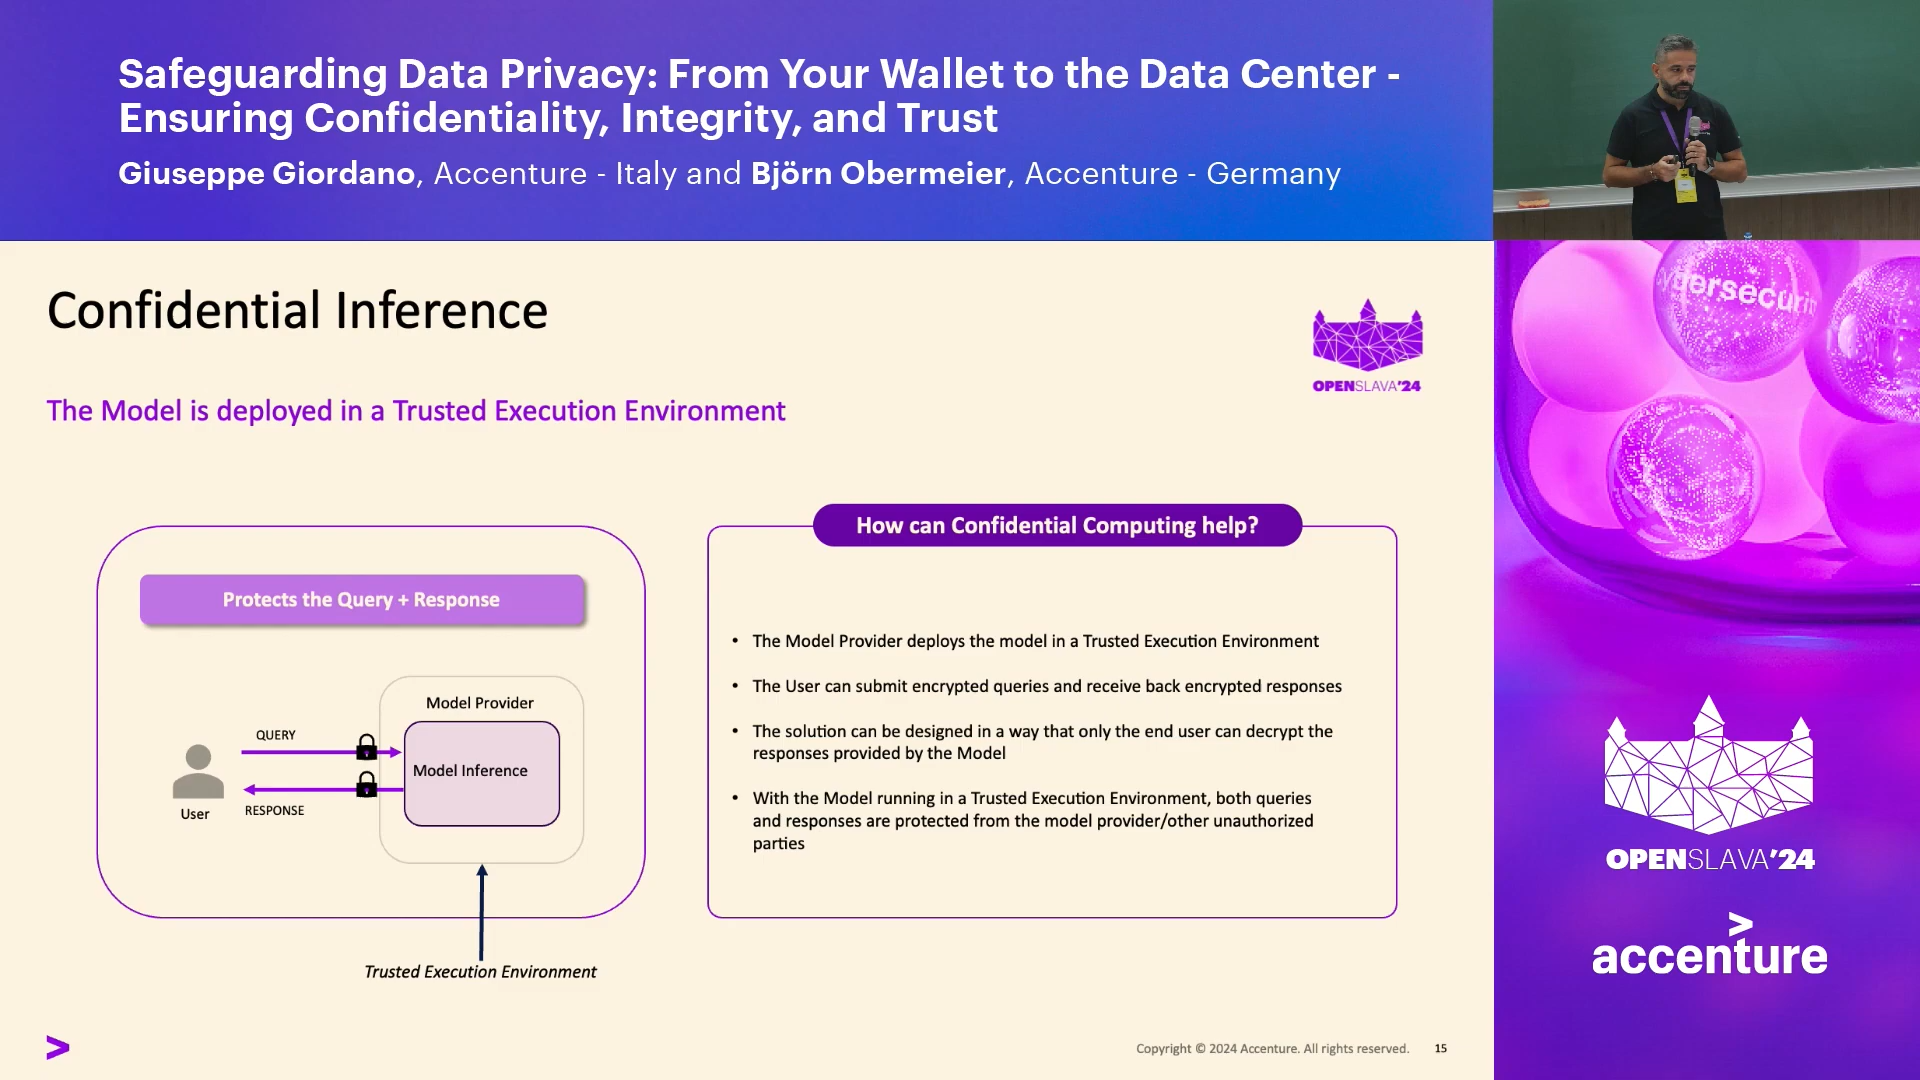 Safeguarding Data Privacy: From Your Wallet to the Data Center -
Ensuring Confidentiality, Integrity, and Trust
Giuseppe Giordano, Accenture - Italy and Björn Obermeier, Accenture - Germany
Confidential Inference
OPENSLAVA'24
The Model is deployed in a Trusted Execution Environment
Protects the Query + Response
Model Provider
QUERY
Model Inference
User
RESPONSE
Trusted Execution Environment
How can Confidential Computing help?
• The Model Provider deploys the model in a Trusted Execution Environment
• The User can submit encrypted queries and receive back encrypted responses
• The solution can be designed in a way that only the end user can decrypt the
responses provided by the Model
• With the Model running in a Trusted Execution Environment, both queries
and responses are protected from the model provider/other unauthorized
parties
Copyright © 2024 Accenture. All rights reserved. 15
OPENSLAVA'24
accenture